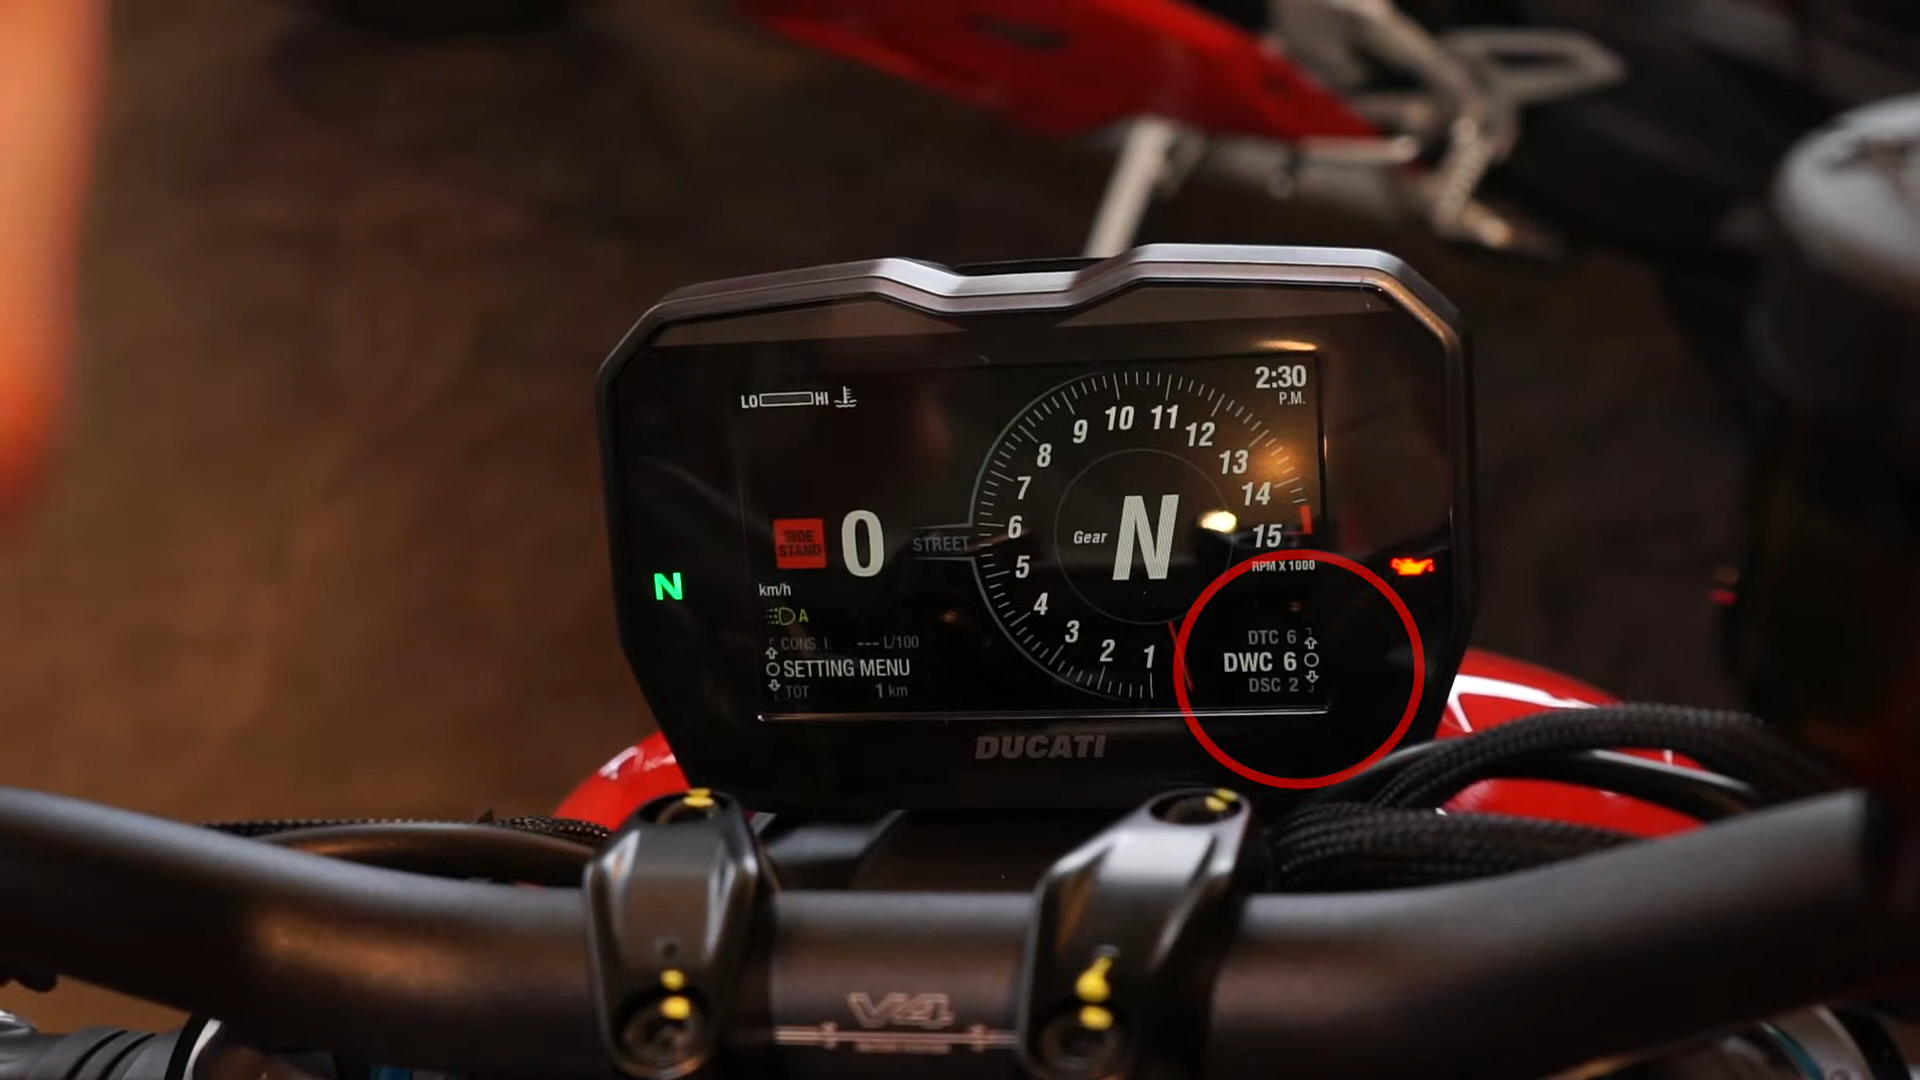 2:30
P.M.
LO HI
10 11
9 12
8 13
7 14
6 15
5
4
3
2
1
Gear N
RPM X 1000
SIDE
STAND
0
STREET
N
km/h
A
CONS. --- L/100
SETTING MENU
TOT 1 km
DTC 6
DWC 6
DSC 2
DUCATI
V4